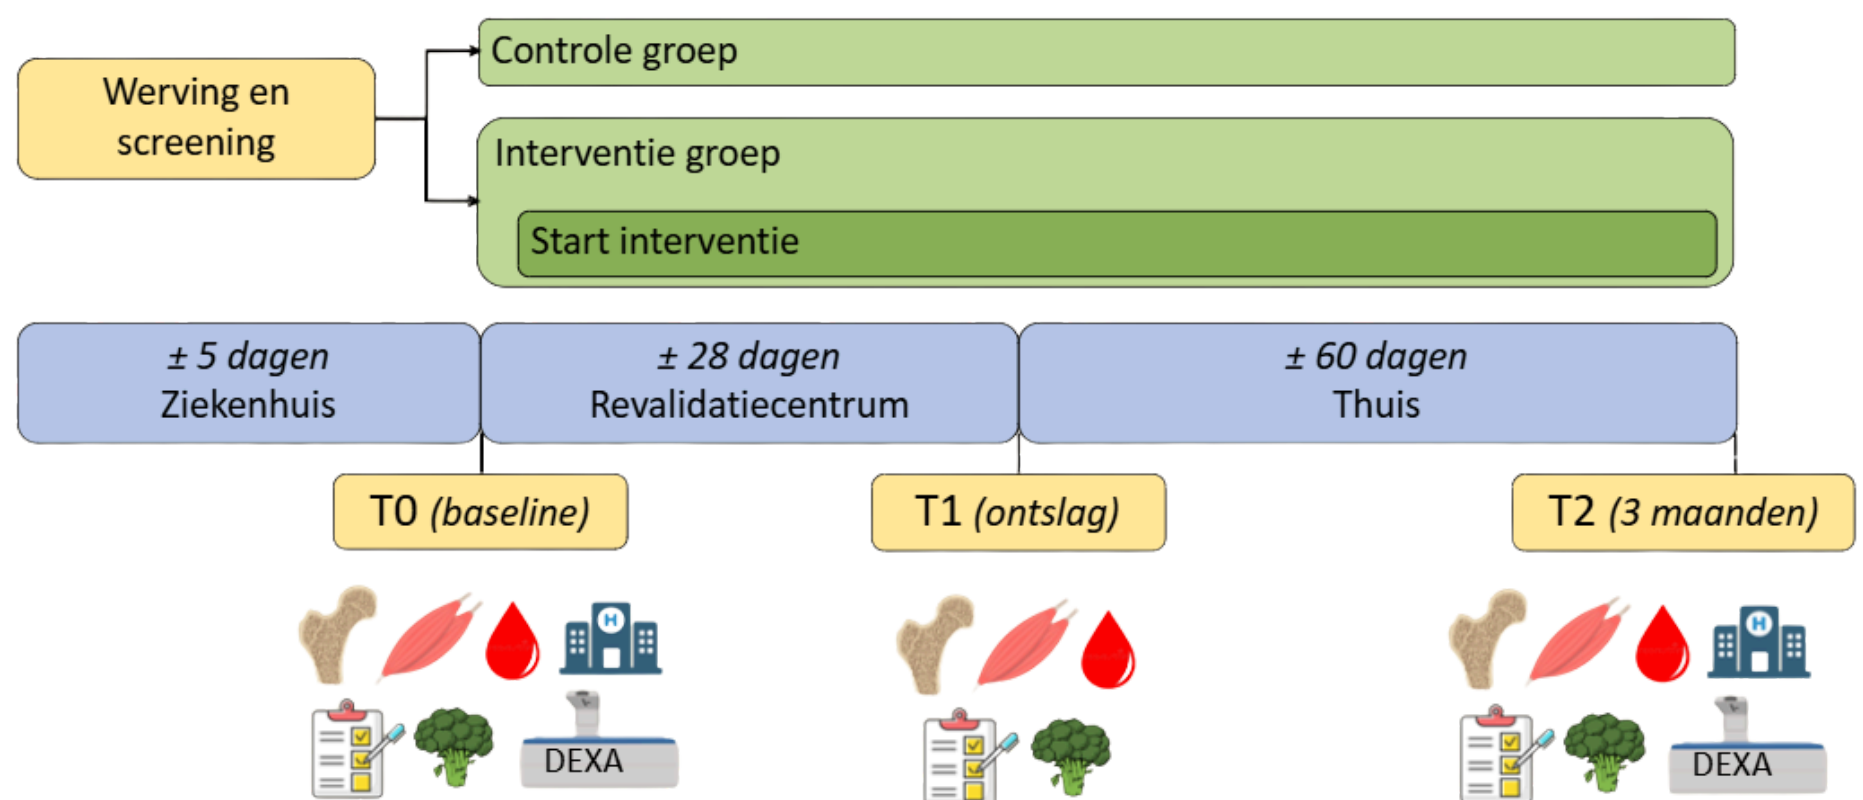 Controle groep
Werving en
screening
Interventie groep
Start interventie
± 5 dagen
Ziekenhuis
± 28 dagen
Revalidatiecentrum
± 60 dagen
Thuis
T0 (baseline)
T1 (ontslag)
T2 (3 maanden)
H
H
DEXA
DEXA